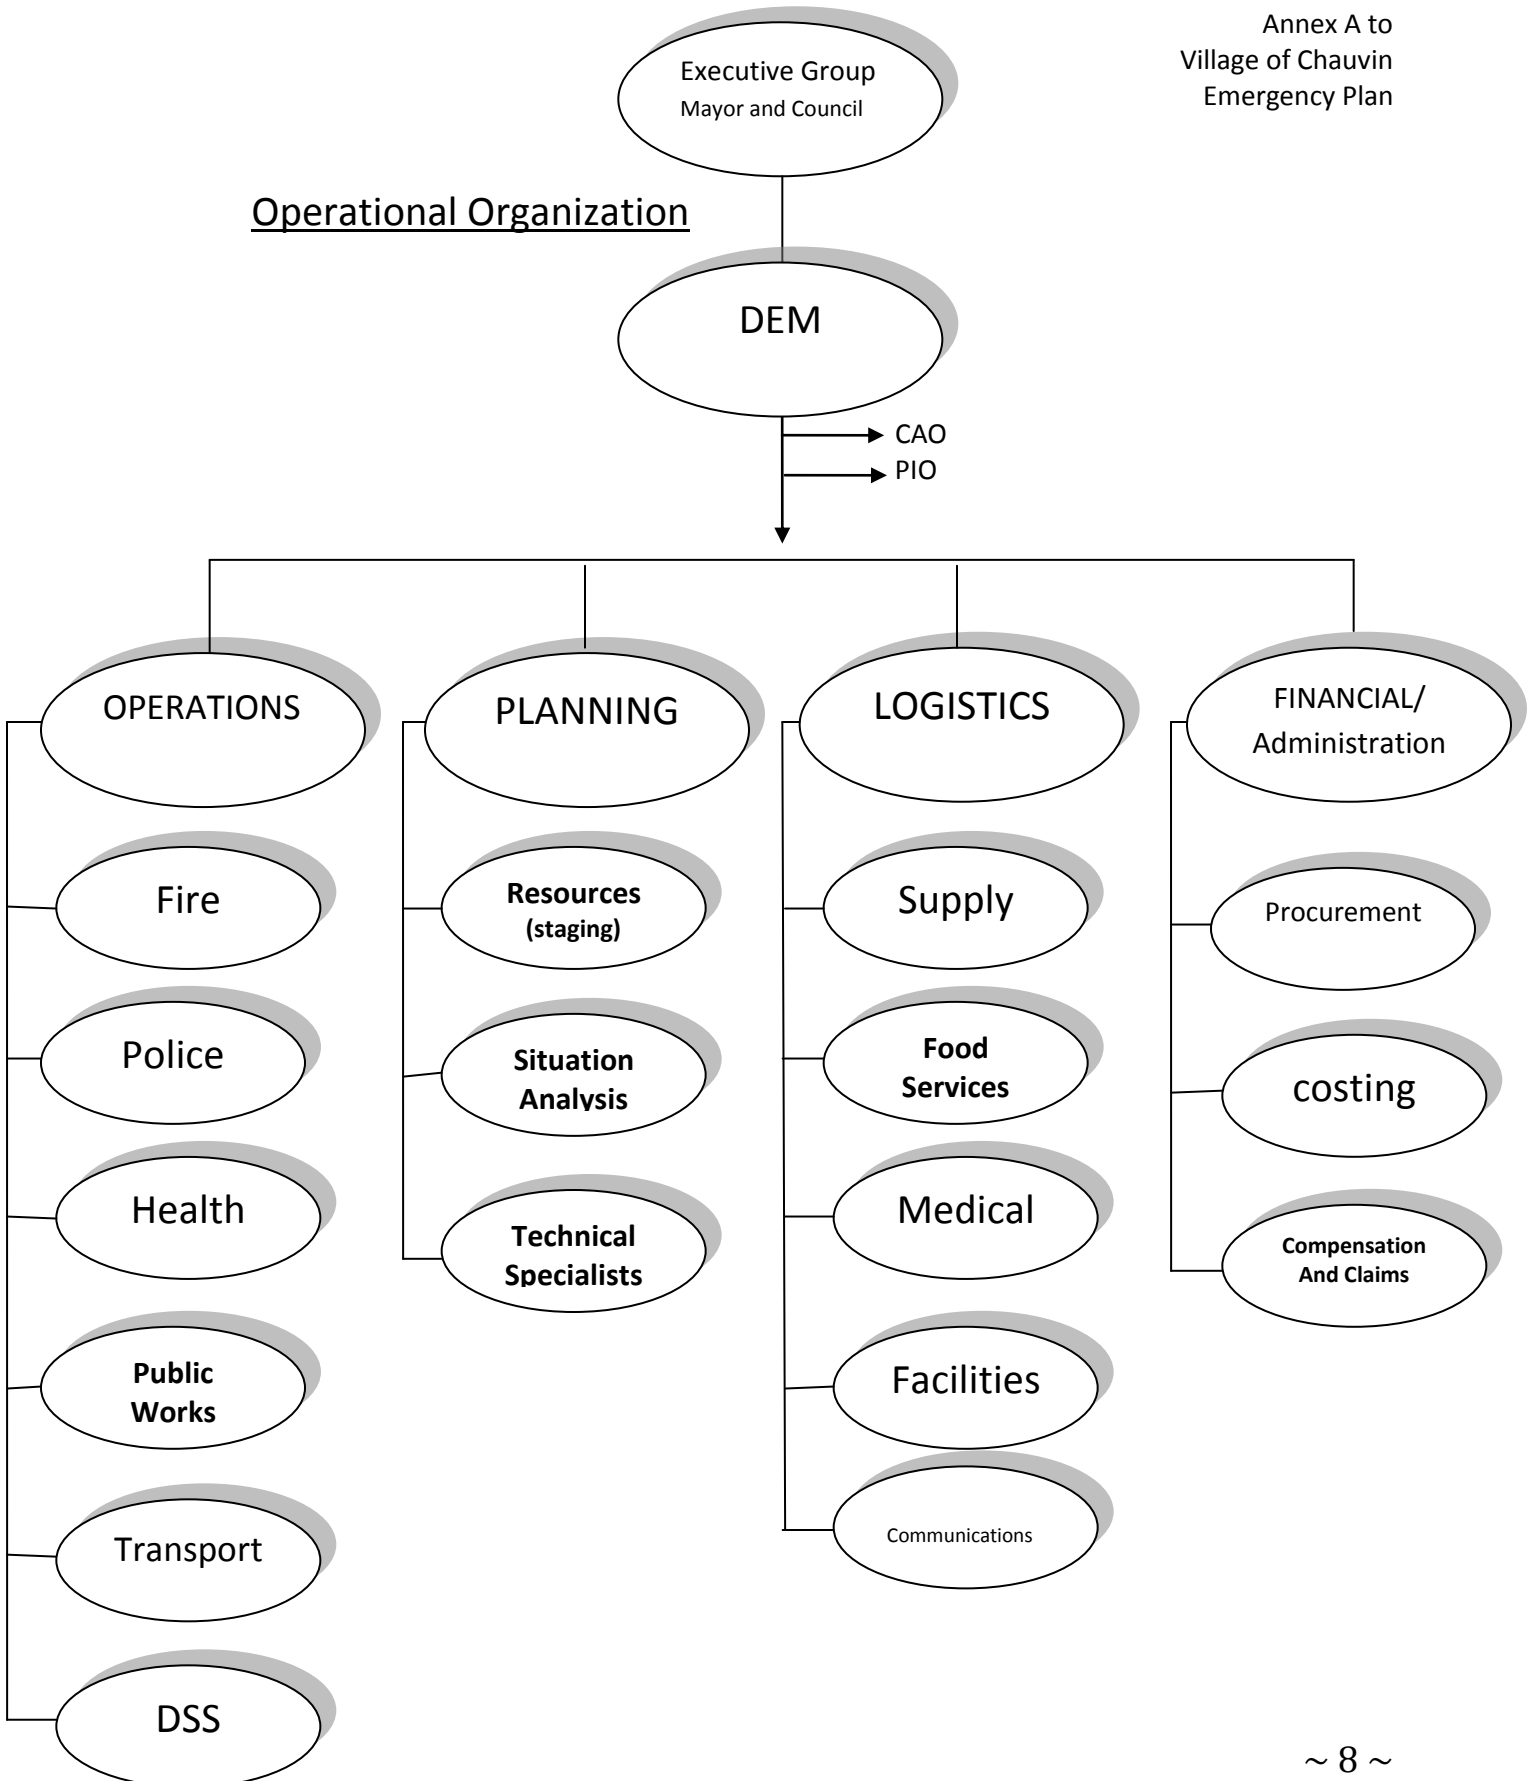 Annex A to
Village of Chauvin
Emergency Plan
Executive Group
Mayor and Council
Operational Organization
DEM
CAO
PIO
OPERATIONS
Fire
Police
Health
Public
Works
Transport
DSS
PLANNING
Resources
(staging)
Situation
Analysis
Technical
Specialists
LOGISTICS
Supply
Food
Services
Medical
Facilities
Communications
FINANCIAL/
Administration
Procurement
costing
Compensation
And Claims
~ 8 ~